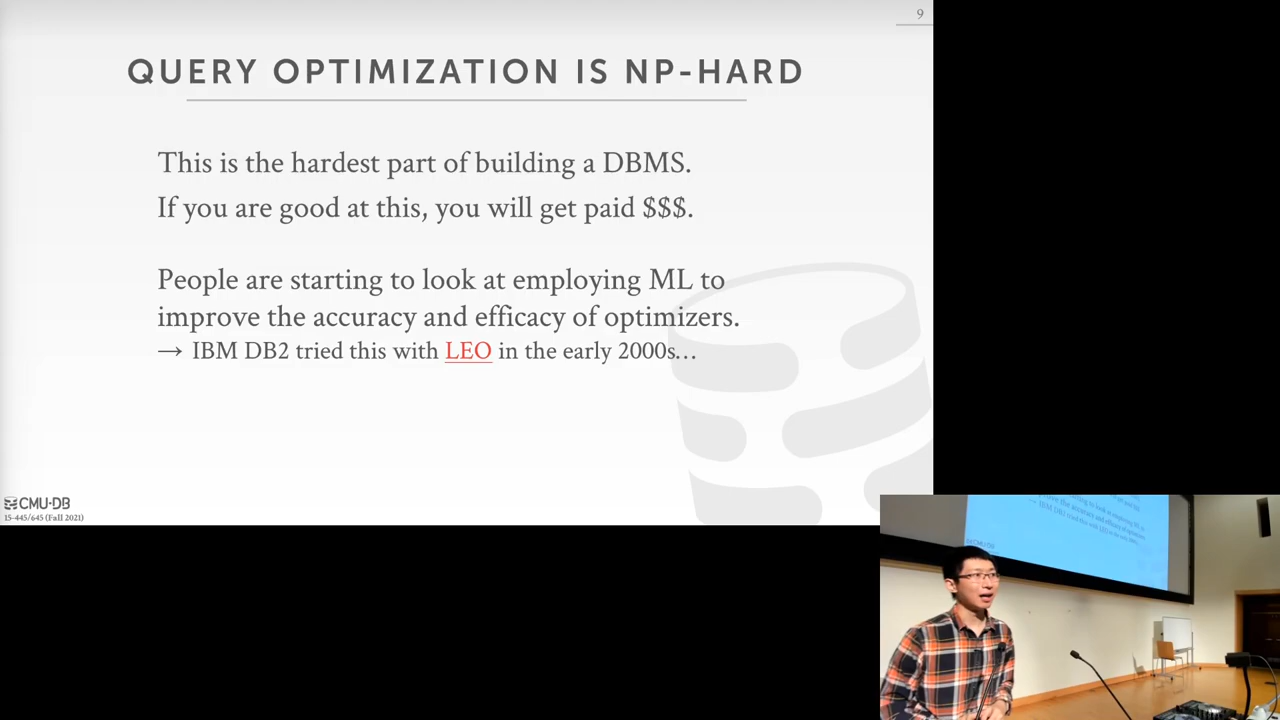 9
QUERY OPTIMIZATION IS NP-HARD
This is the hardest part of building a DBMS.
If you are good at this, you will get paid $$$.
People are starting to look at employing ML to
improve the accuracy and efficacy of optimizers.
→ IBM DB2 tried this with LEO in the early 2000s…
CMU·DB
15-445/645 (Fall 2021)